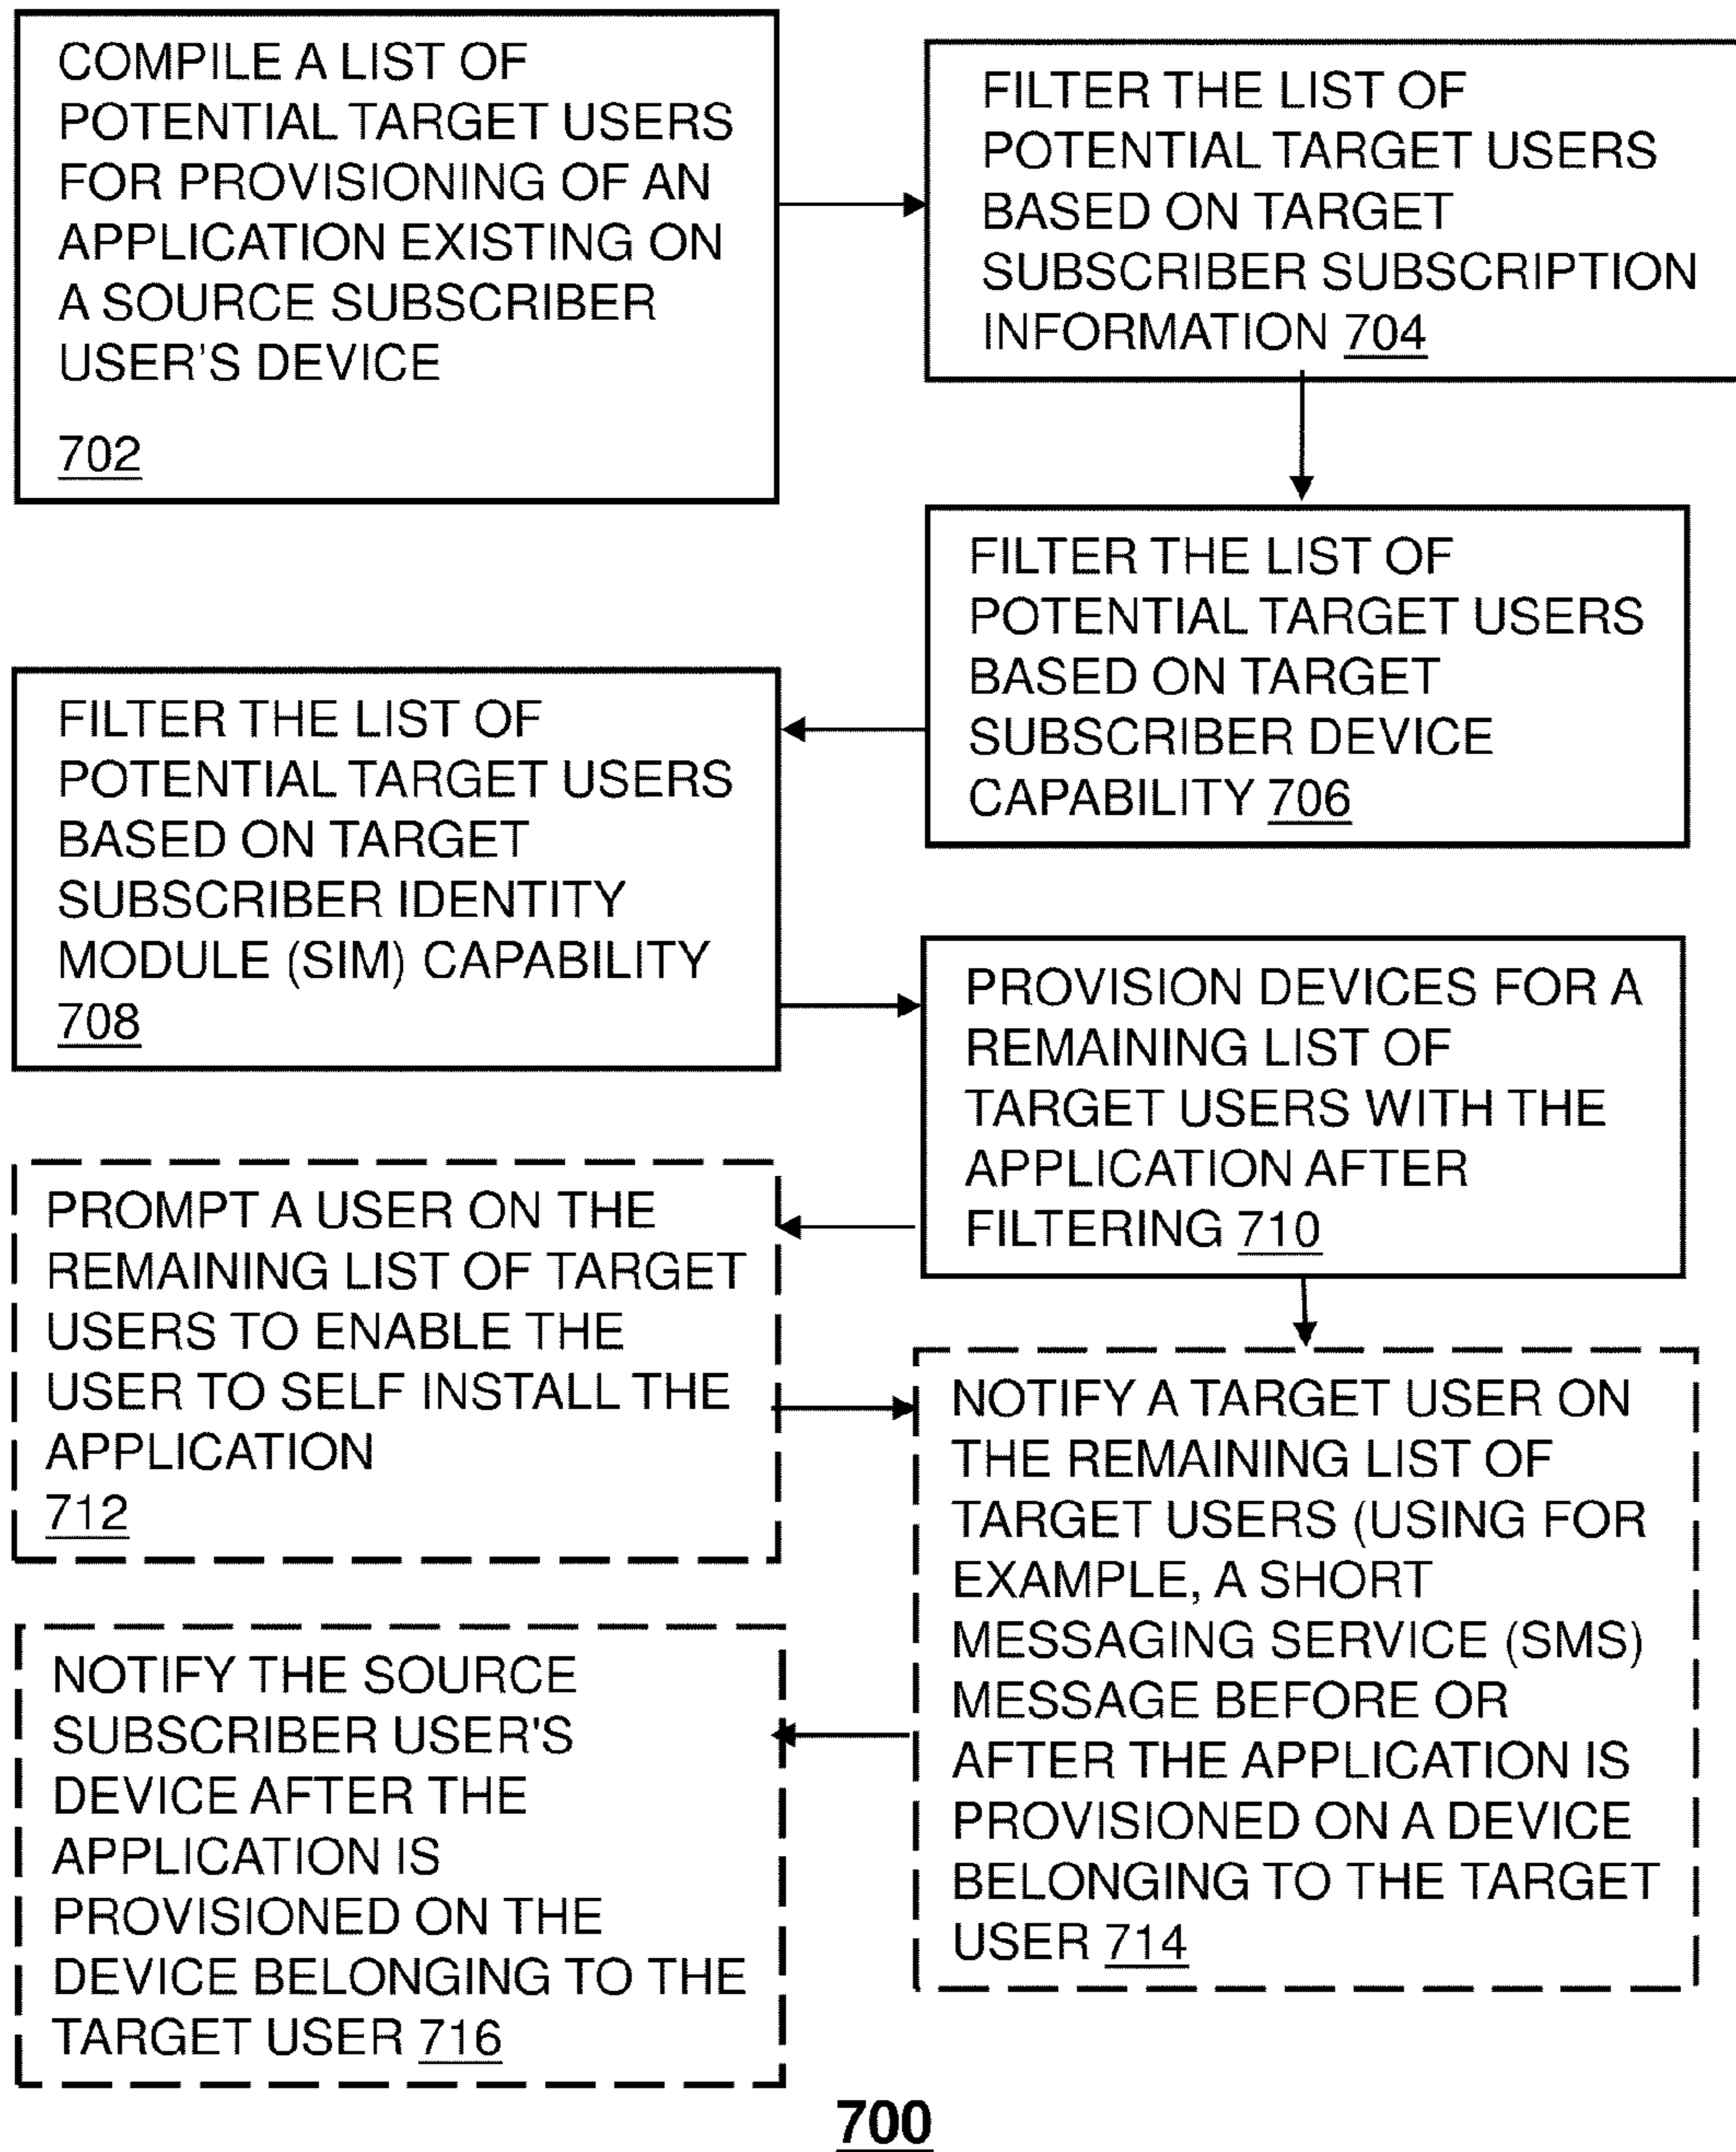 COMPILE A LIST OF
POTENTIAL TARGET USERS
FOR PROVISIONING OF AN
APPLICATION EXISTING ON
A SOURCE SUBSCRIBER
USER'S DEVICE
702
FILTER THE LIST OF
POTENTIAL TARGET USERS
BASED ON TARGET
SUBSCRIBER SUBSCRIPTION
INFORMATION 704
FILTER THE LIST OF
POTENTIAL TARGET USERS
BASED ON TARGET
SUBSCRIBER DEVICE
CAPABILITY 706
FILTER THE LIST OF
POTENTIAL TARGET USERS
BASED ON TARGET
SUBSCRIBER IDENTITY
MODULE (SIM) CAPABILITY
708
PROVISION DEVICES FOR A
REMAINING LIST OF
TARGET USERS WITH THE
APPLICATION AFTER
FILTERING 710
PROMPT A USER ON THE
REMAINING LIST OF TARGET
USERS TO ENABLE THE
USER TO SELF INSTALL THE
APPLICATION
712
NOTIFY A TARGET USER ON
THE REMAINING LIST OF
TARGET USERS (USING FOR
EXAMPLE, A SHORT
MESSAGING SERVICE (SMS)
MESSAGE BEFORE OR
AFTER THE APPLICATION IS
PROVISIONED ON A DEVICE
BELONGING TO THE TARGET
USER 714
NOTIFY THE SOURCE
SUBSCRIBER USER'S
DEVICE AFTER THE
APPLICATION IS
PROVISIONED ON THE
DEVICE BELONGING TO THE
TARGET USER 716
700